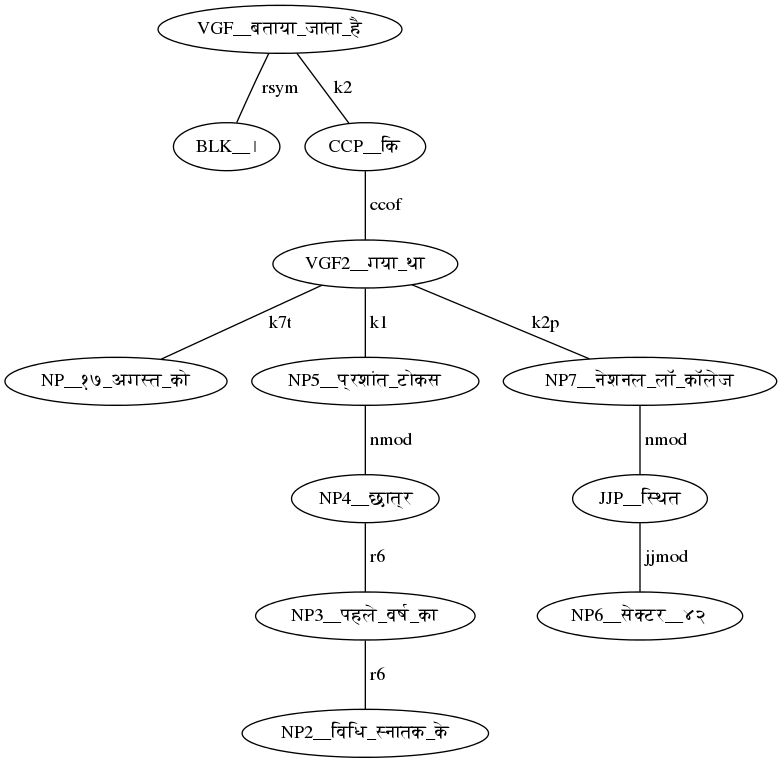 VGF__बताया_जाता_है
rsym k2
BLK__। CCP__कि
ccof
VGF2__गया_था
k7t k1 k2p
NP__१७_अगस्त_को NP5__प्रशांत_टोकस NP7__नेशनल_लॉ_कॉलेज
nmod nmod
NP4__छात्र JJP__स्थित
r6 jjmod
NP3__पहले_वर्ष_का NP6__सेक्टर__४२
r6
NP2__विधि_स्नातक_के